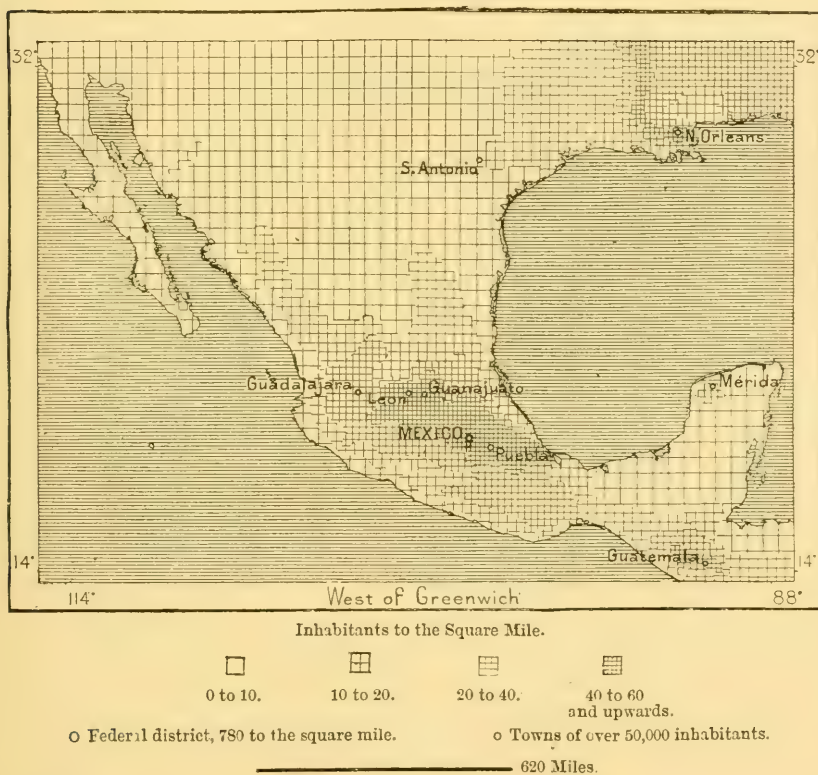 32° 32°
N. Orleans
S. Antonio
Guadalajara Leon Guanajuato Mérida
MEXICO
Puebla
Guatemala
14° 14°
114° West of Greenwich 88°
Inhabitants to the Square Mile.
0 to 10. 10 to 20. 20 to 40. 40 to 60
and upwards.
Federal district, 780 to the square mile. Towns of over 50,000 inhabitants.
620 Miles.